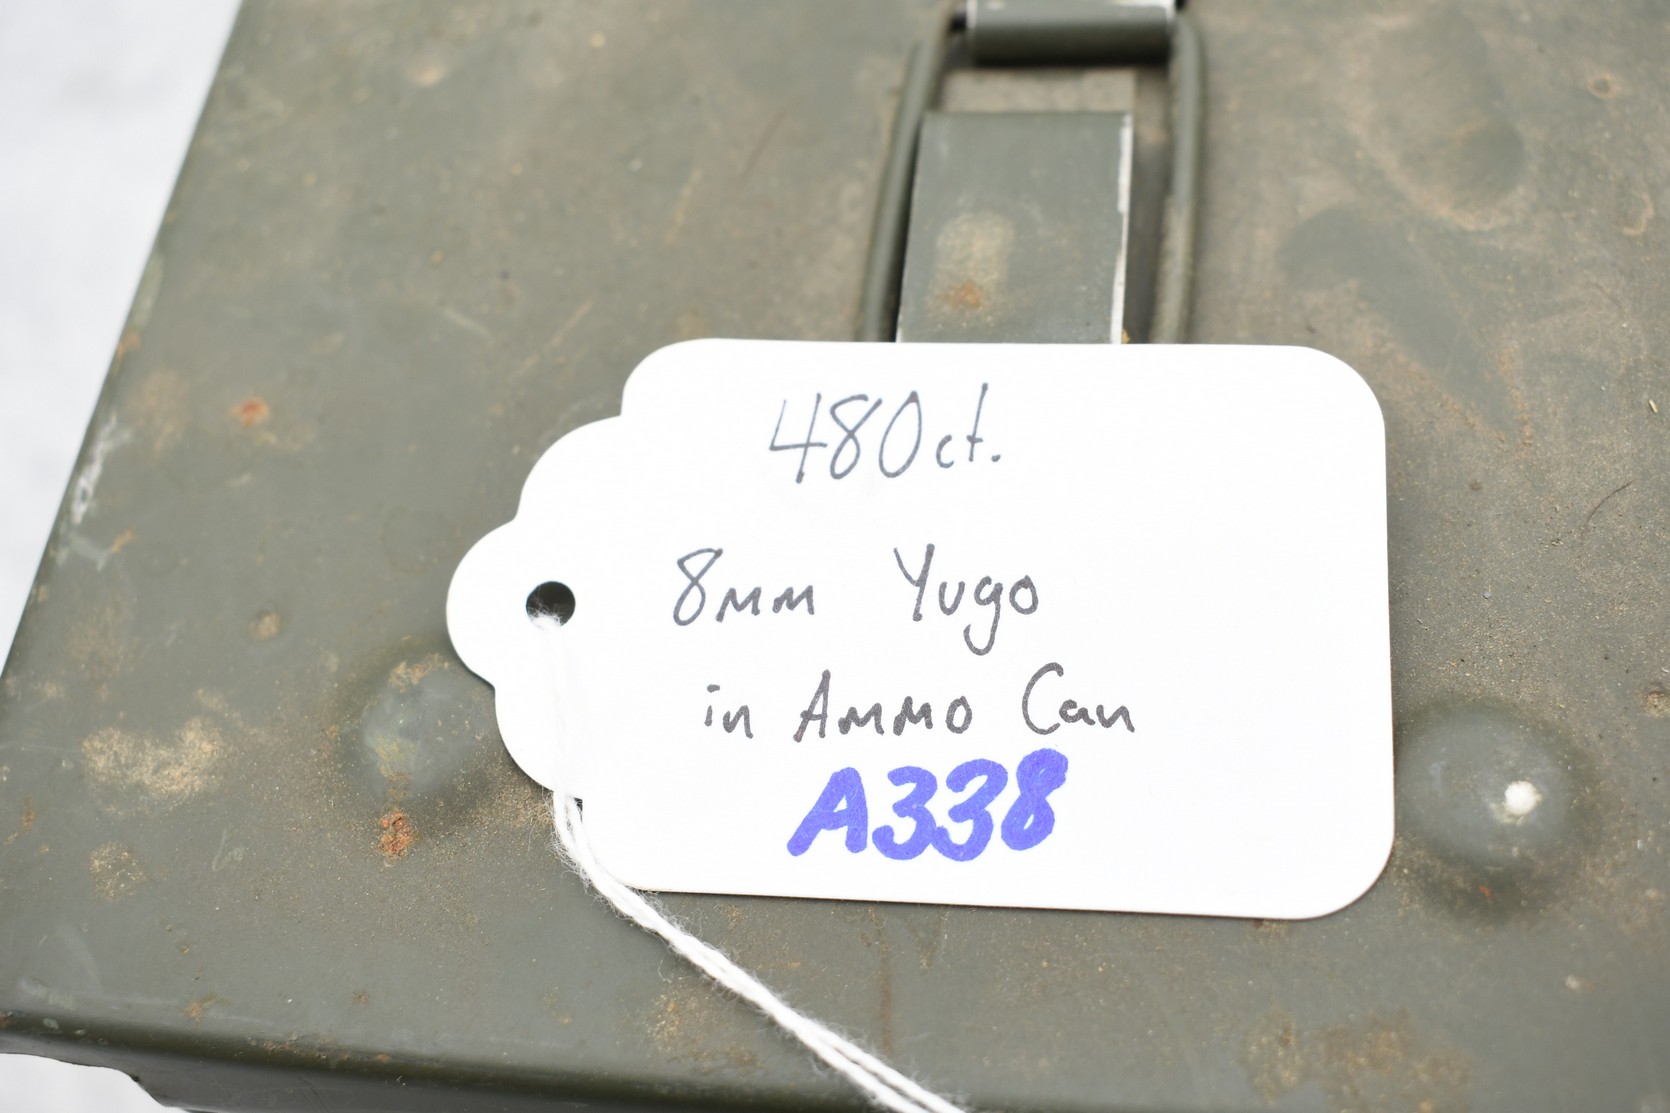 480ct.
8mm Yugo
in Ammo Can
A338